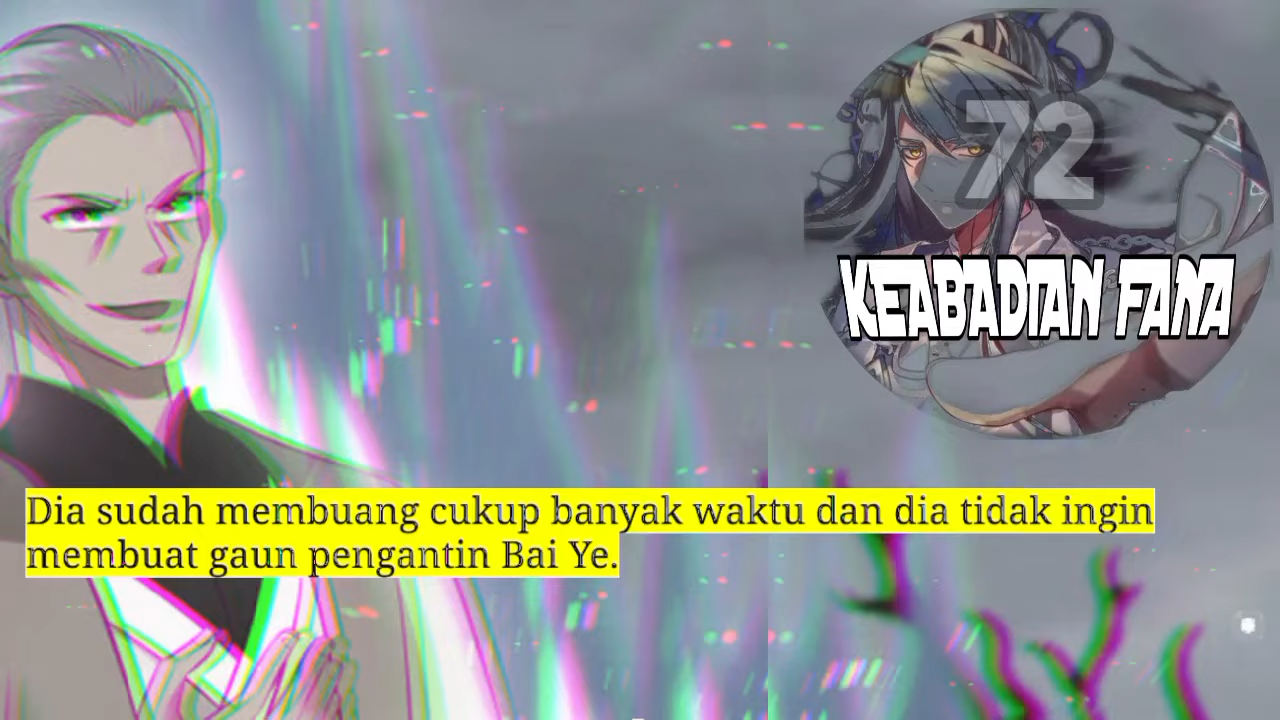 72
KEABADIAN FANA
Dia sudah membuang cukup banyak waktu dan dia tidak ingin
membuat gaun pengantin Bai Ye.